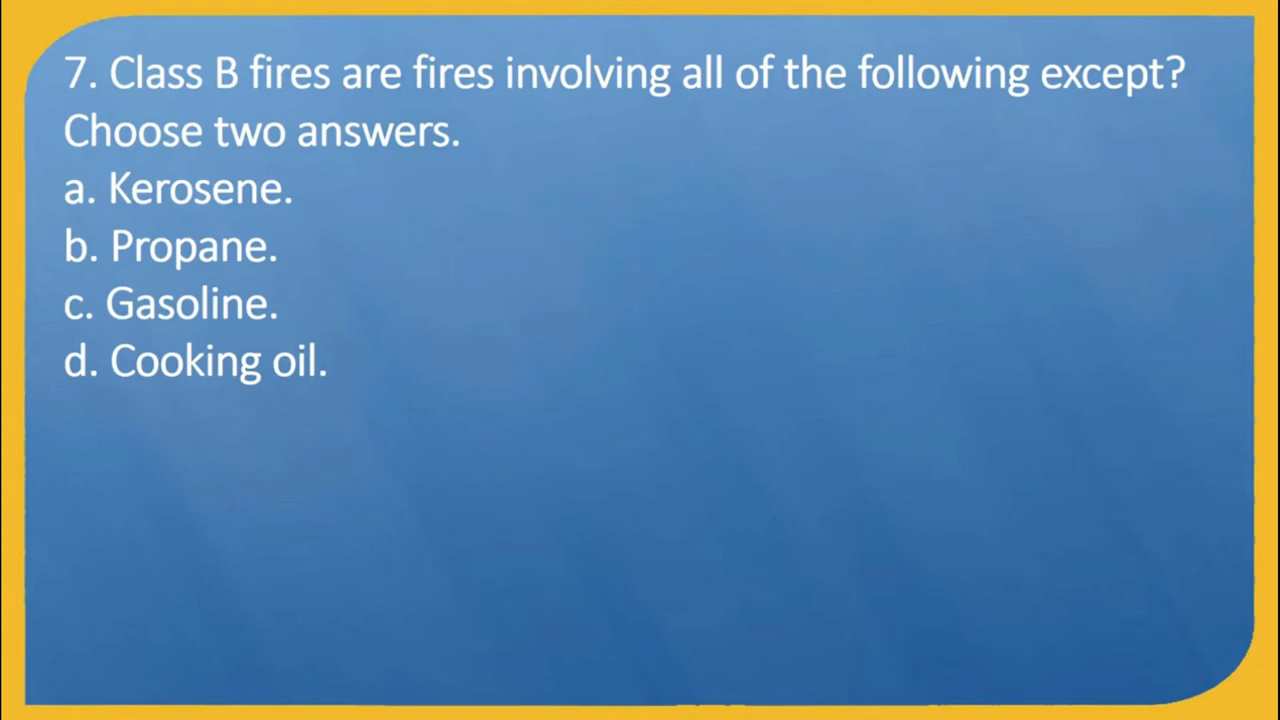 7. Class B fires are fires involving all of the following except?
Choose two answers.
a. Kerosene.
b. Propane.
c. Gasoline.
d. Cooking oil.